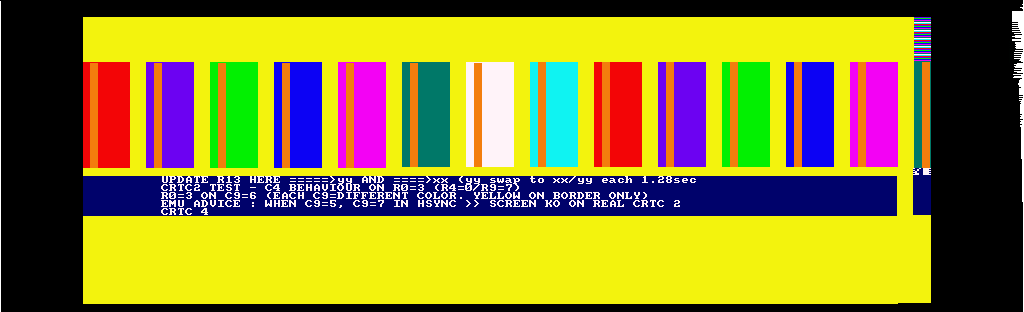 UPDATE R13 HERE =====>yy AND ====>xx (yy swap to xx/yy each 1.28sec
CRTC2 TEST - C4 BEHAVIOUR ON R0=3 (R4=0/R9=7)
R0=3 ON C9=6 (EACH C9=DIFFERENT COLOR. YELLOW ON BORDER ONLY)
EMU ADVICE : WHEN C9=5, C9=7 IN HSYNC >> SCREEN KO ON REAL CRTC 2
CRTC 4